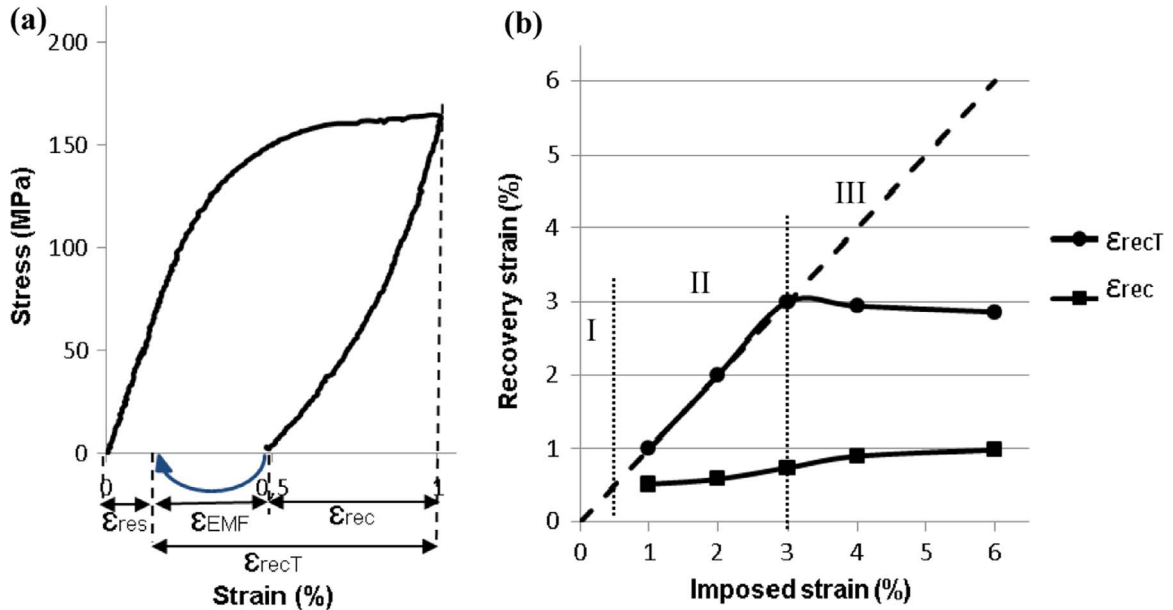 (a)
200
150
100
50
0
Stress (MPa)
0 0,5 1
εres εEMF εrec
εrecT
Strain (%)
(b)
6
5
4
3
2
1
0
Recovery strain (%)
I
II
III
εrecT
εrec
0 1 2 3 4 5 6
Imposed strain (%)